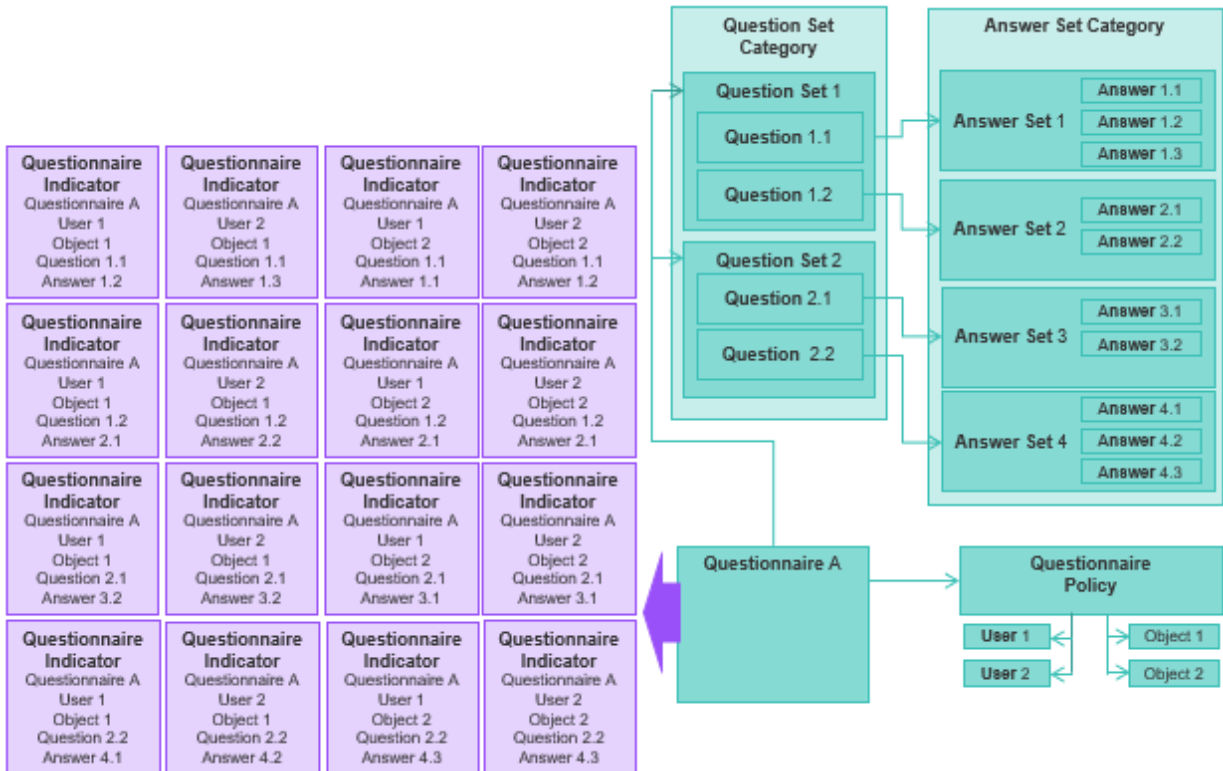 Question Set
Category
Question Set 1
Question 1.1
Question 1.2
Question Set 2
Question 2.1
Question 2.2
Answer Set Category
Answer Set 1
Answer 1.1
Answer 1.2
Answer 1.3
Answer Set 2
Answer 2.1
Answer 2.2
Answer Set 3
Answer 3.1
Answer 3.2
Answer Set 4
Answer 4.1
Answer 4.2
Answer 4.3
Questionnaire
Indicator
Questionnaire A
User 1
Object 1
Question 1.1
Answer 1.2
Questionnaire
Indicator
Questionnaire A
User 2
Object 1
Question 1.1
Answer 1.3
Questionnaire
Indicator
Questionnaire A
User 1
Object 2
Question 1.1
Answer 1.1
Questionnaire
Indicator
Questionnaire A
User 2
Object 2
Question 1.1
Answer 1.2
Questionnaire
Indicator
Questionnaire A
User 1
Object 1
Question 1.2
Answer 2.1
Questionnaire
Indicator
Questionnaire A
User 2
Object 1
Question 1.2
Answer 2.2
Questionnaire
Indicator
Questionnaire A
User 1
Object 2
Question 1.2
Answer 2.1
Questionnaire
Indicator
Questionnaire A
User 2
Object 2
Question 1.2
Answer 2.1
Questionnaire
Indicator
Questionnaire A
User 1
Object 1
Question 2.1
Answer 3.2
Questionnaire
Indicator
Questionnaire A
User 2
Object 1
Question 2.1
Answer 3.2
Questionnaire
Indicator
Questionnaire A
User 1
Object 2
Question 2.1
Answer 3.1
Questionnaire
Indicator
Questionnaire A
User 2
Object 2
Question 2.1
Answer 3.1
Questionnaire
Indicator
Questionnaire A
User 1
Object 1
Question 2.2
Answer 4.1
Questionnaire
Indicator
Questionnaire A
User 2
Object 1
Question 2.2
Answer 4.2
Questionnaire
Indicator
Questionnaire A
User 1
Object 2
Question 2.2
Answer 4.3
Questionnaire
Indicator
Questionnaire A
User 2
Object 2
Question 2.2
Answer 4.3
Questionnaire A
Questionnaire
Policy
User 1
User 2
Object 1
Object 2